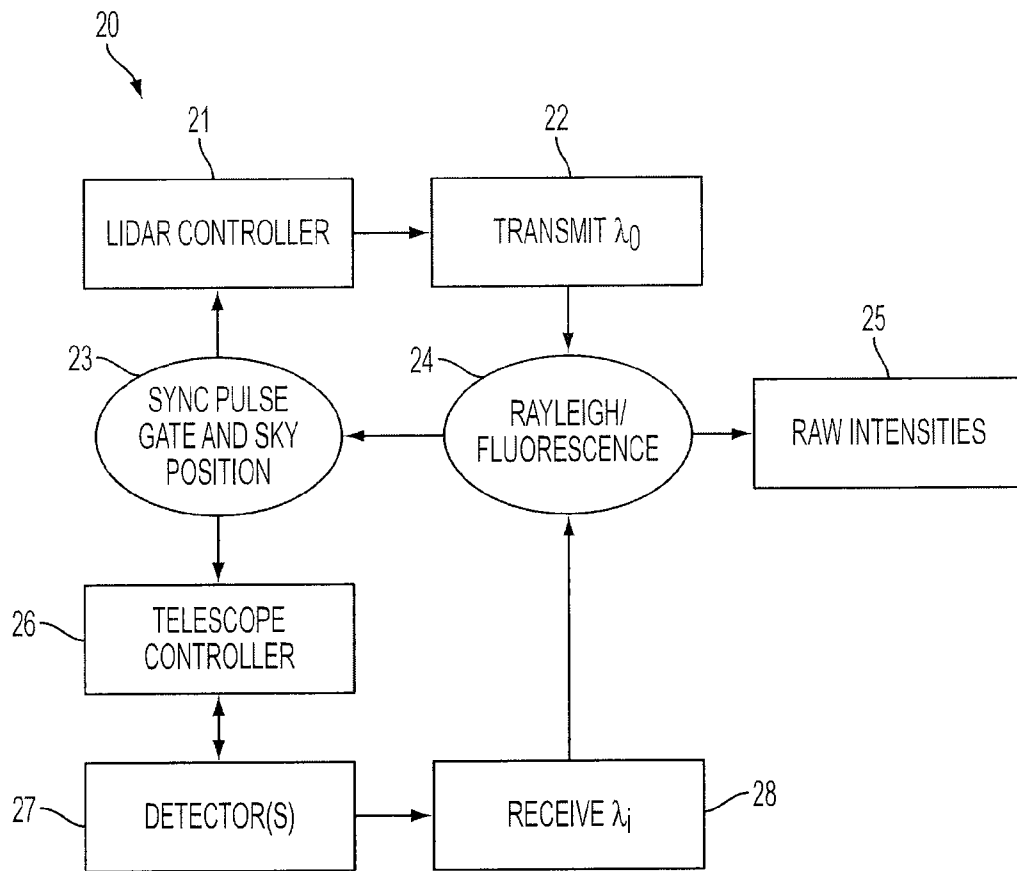 20
21
22
LIDAR CONTROLLER
TRANSMIT λ0
25
23
24
SYNC PULSE
GATE AND SKY
POSITION
RAYLEIGH/
FLUORESCENCE
RAW INTENSITIES
26
TELESCOPE
CONTROLLER
27
DETECTOR(S)
RECEIVE λi
28